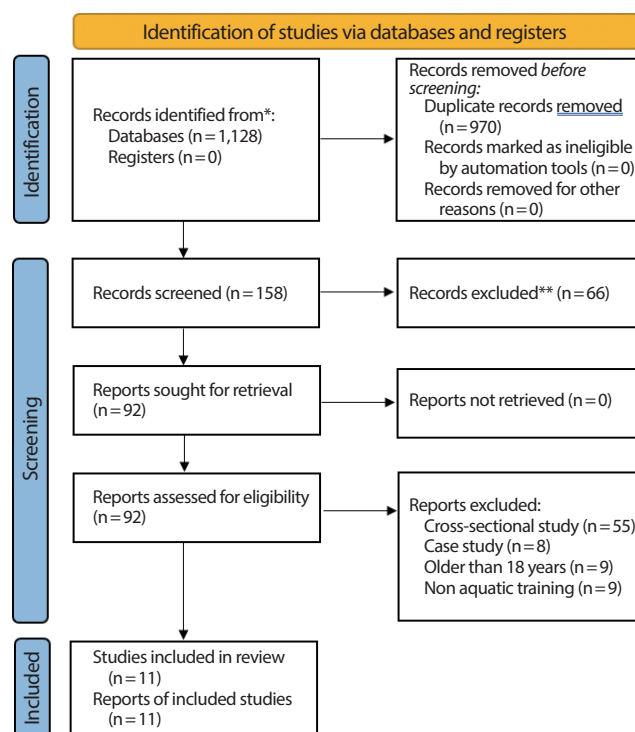 Identification of studies via databases and registers
Identification
Records identified from*:
Databases (n=1,128)
Registers (n=0)
Records removed before
screening:
Duplicate records removed
(n=970)
Records marked as ineligible
by automation tools (n=0)
Records removed for other
reasons (n=0)
Screening
Records screened (n=158)
Records excluded** (n=66)
Reports sought for retrieval
(n=92)
Reports not retrieved (n=0)
Reports assessed for eligibility
(n=92)
Reports excluded:
Cross-sectional study (n=55)
Case study (n=8)
Older than 18 years (n=9)
Non aquatic training (n=9)
Included
Studies included in review
(n=11)
Reports of included studies
(n=11)